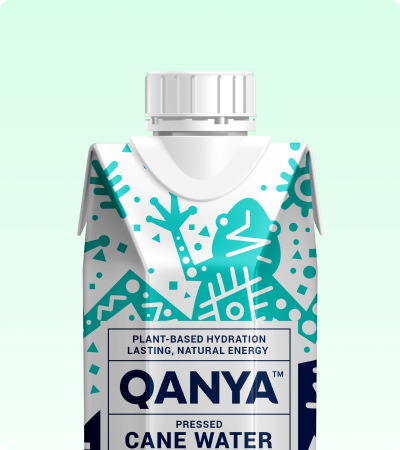 PLANT-BASED HYDRATION
LASTING, NATURAL ENERGY
QANYA™
PRESSED
CANE WATER